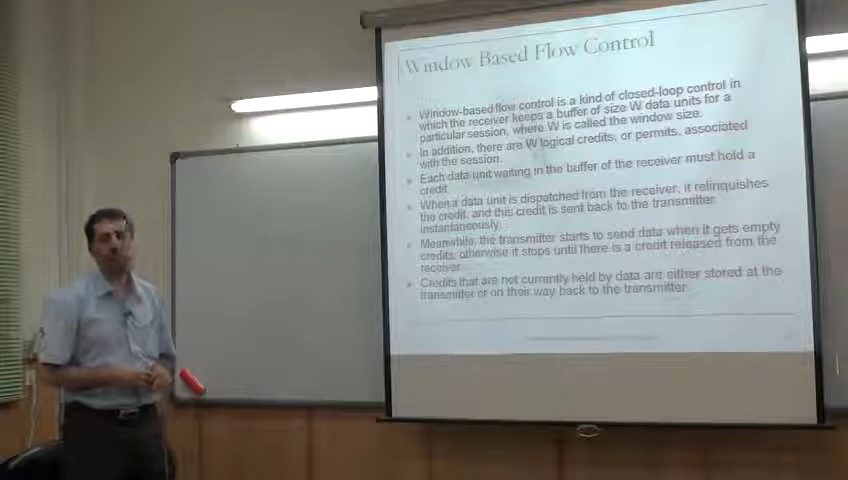 Window Based Flow Control
Window-based flow control is a kind of closed-loop control in
which the receiver keeps a buffer of size W data units for a
particular session, where W is called the window size.
In addition, there are W logical credits, or permits, associated
with the session.
Each data unit waiting in the buffer of the receiver must hold a
credit.
When a data unit is dispatched from the receiver, it relinquishes
the credit, and this credit is sent back to the transmitter
instantaneously.
Meanwhile, the transmitter starts to send data when it gets empty
credits; otherwise it stops until there is a credit released from the
receiver
Credits that are not currently held by data are either stored at the
transmitter or on their way back to the transmitter.